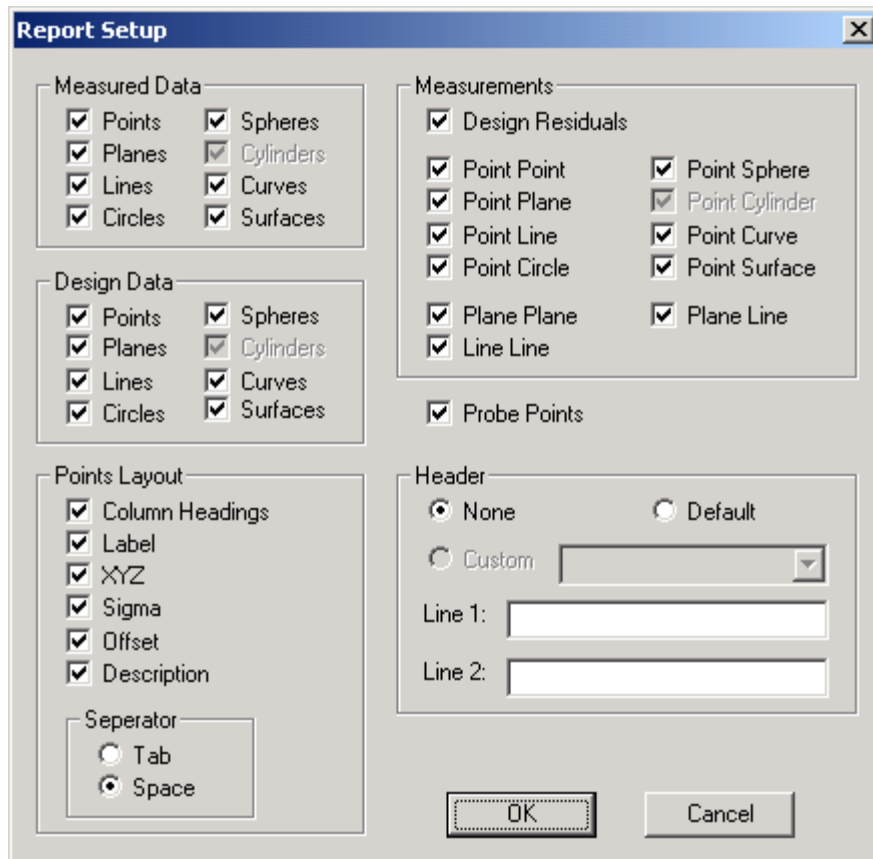 Report Setup
Measured Data
Points Spheres
Planes Cylinders
Lines Curves
Circles Surfaces
Design Data
Points Spheres
Planes Cylinders
Lines Curves
Circles Surfaces
Points Layout
Column Headings
Label
XYZ
Sigma
Offset
Description
Seperator
Tab
Space
Measurements
Design Residuals
Point Point Point Sphere
Point Plane Point Cylinder
Point Line Point Curve
Point Circle Point Surface
Plane Plane Plane Line
Line Line
Probe Points
Header
None Default
Custom
Line 1:
Line 2:
OK Cancel